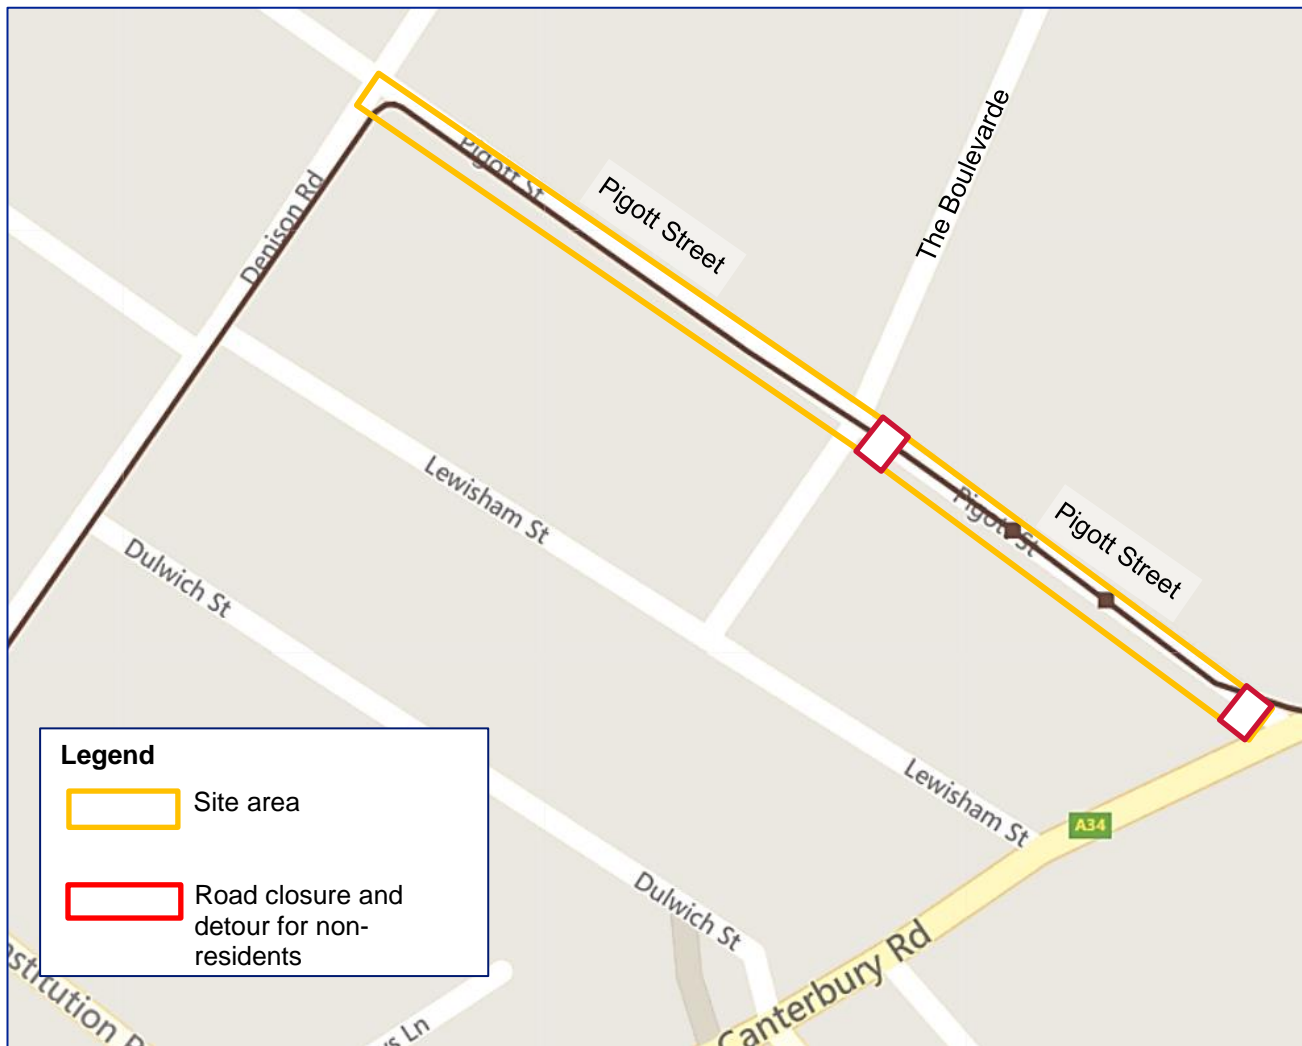 Pigott St
Pigott Street
The Boulevarde
Denison Rd
Lewisham St
Pigott St
Pigott Street
Dulwich St
Lewisham St
A34
Dulwich St
Canterbury Rd
Legend
Site area
Road closure and
detour for non-
residents